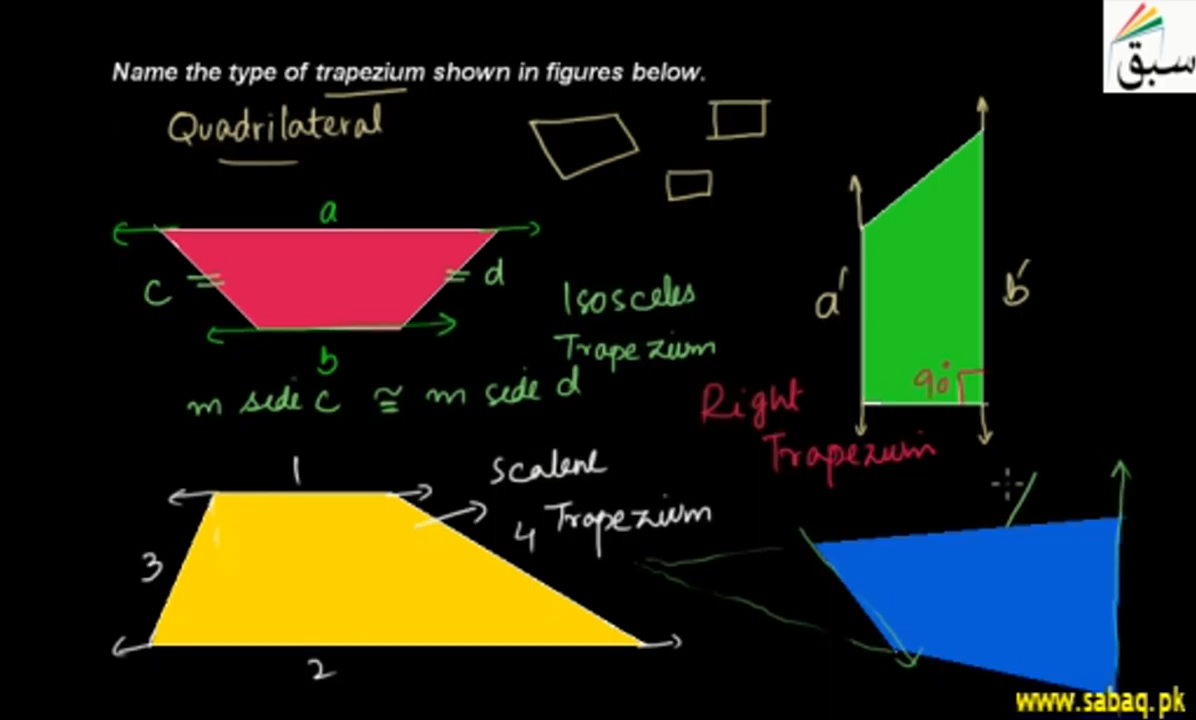 Name the type of trapezium shown in figures below.
سبق
Quadrilateral
a
c
d
b
Isosceles
Trapezium
m side c ≅ m side d
a'
b'
90°
Right
Trapezium
1
Scalene
Trapezium
3
4
2
www.sabaq.pk